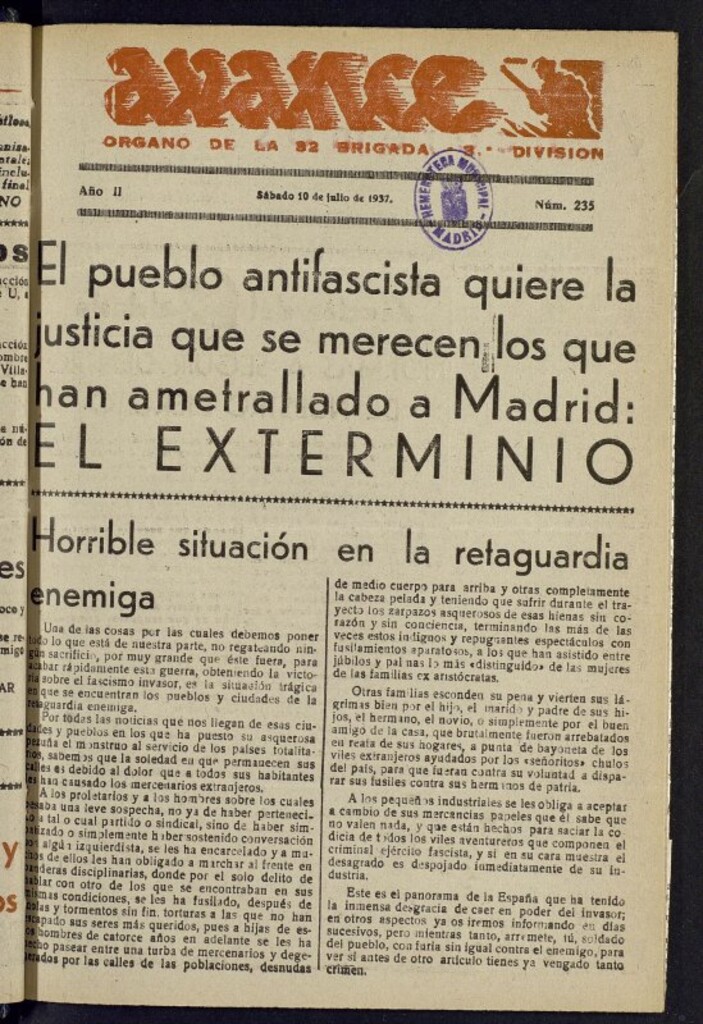 avance
ORGANO DE LA 92 BRIGADA 3.ª DIVISION
HEMEROTECA MUNICIPAL
MADRID
Año II
Sábado 10 de julio de 1937.
Núm. 235
El pueblo antifascista quiere la
justicia que se merecen los que
han ametrallado a Madrid:
EL EXTERMINIO
Horrible situación en la retaguardia
enemiga
Una de las cosas por las cuales debemos poner
todo lo que está de nuestra parte, no regateando nin-
gún sacrificio, por muy grande que éste fuera, para
acabar rápidamente esta guerra, obteniendo la victo-
ria sobre el fascismo invasor, es la situación trágica
en que se encuentran los pueblos y ciudades de la
retaguardia enemiga.
Por todas las noticias que nos llegan de esas ciu-
dades y pueblos en los que ha puesto su asquerosa
pezuña el monstruo al servicio de los países totalita-
rios, sabemos que la soledad en que permanecen sus
calles es debido al dolor que a todos sus habitantes
les han causado los mercenarios extranjeros.
A los proletarios y a los hombres sobre los cuales
pesaba una leve sospecha, no ya de haber perteneci-
do a tal o cual partido o sindical, sino de haber sim-
patizado o simplemente haber sostenido conversación
con algún izquierdista, se les ha encarcelado y a mu-
chos de ellos les han obligado a marchar al frente en
banderas disciplinarias, donde por el solo delito de
hablar con otro de los que se encontraban en sus
mismas condiciones, se les ha fusilado, después de
y tormentos sin fin, torturas a las que no han
escapado sus seres más queridos, pues a hijas de es-
hombres de catorce años en adelante se les ha
hecho pasear entre una turba de mercenarios y dege-
nerados por las calles de las poblaciones, desnudas
de medio cuerpo para arriba y otras completamente
la cabeza pelada y teniendo que sufrir durante el tra-
yecto los zarpazos asquerosos de esas hienas sin co-
razón y sin conciencia, terminando las más de las
veces estos indignos y repugnantes espectáculos con
fusilamientos aparatosos, a los que han asistido entre
júbilos y palmas lo más «distinguido» de las mujeres
de las familias ex aristócratas.
Otras familias esconden su pena y vierten sus lá-
grimas bien por el hijo, el marido y padre de sus hi-
jos, el hermano, el novio, o simplemente por el buen
amigo de la casa, que brutalmente fueron arrebatados
en reata de sus hogares, a punta de bayoneta de los
viles extranjeros ayudados por los «señoritos» chulos
del país, para que fueran contra su voluntad a dispa-
rar sus fusiles contra sus hermanos de patria.
A los pequeños industriales se les obliga a aceptar
a cambio de sus mercancías papeles que él sabe que
no valen nada, y que están hechos para saciar la co-
dicia de todos los viles aventureros que componen el
criminal ejército fascista, y si en su cara muestra el
desagrado es despojado inmediatamente de su in-
dustria.
Este es el panorama de la España que ha tenido
la inmensa desgracia de caer en poder del invasor;
en otros aspectos ya os iremos informando en días
sucesivos, pero mientras tanto, arremete, tú, soldado
del pueblo, con furia sin igual contra el enemigo, para
ver si antes de otro artículo tienes ya vengado tanto
crimen.